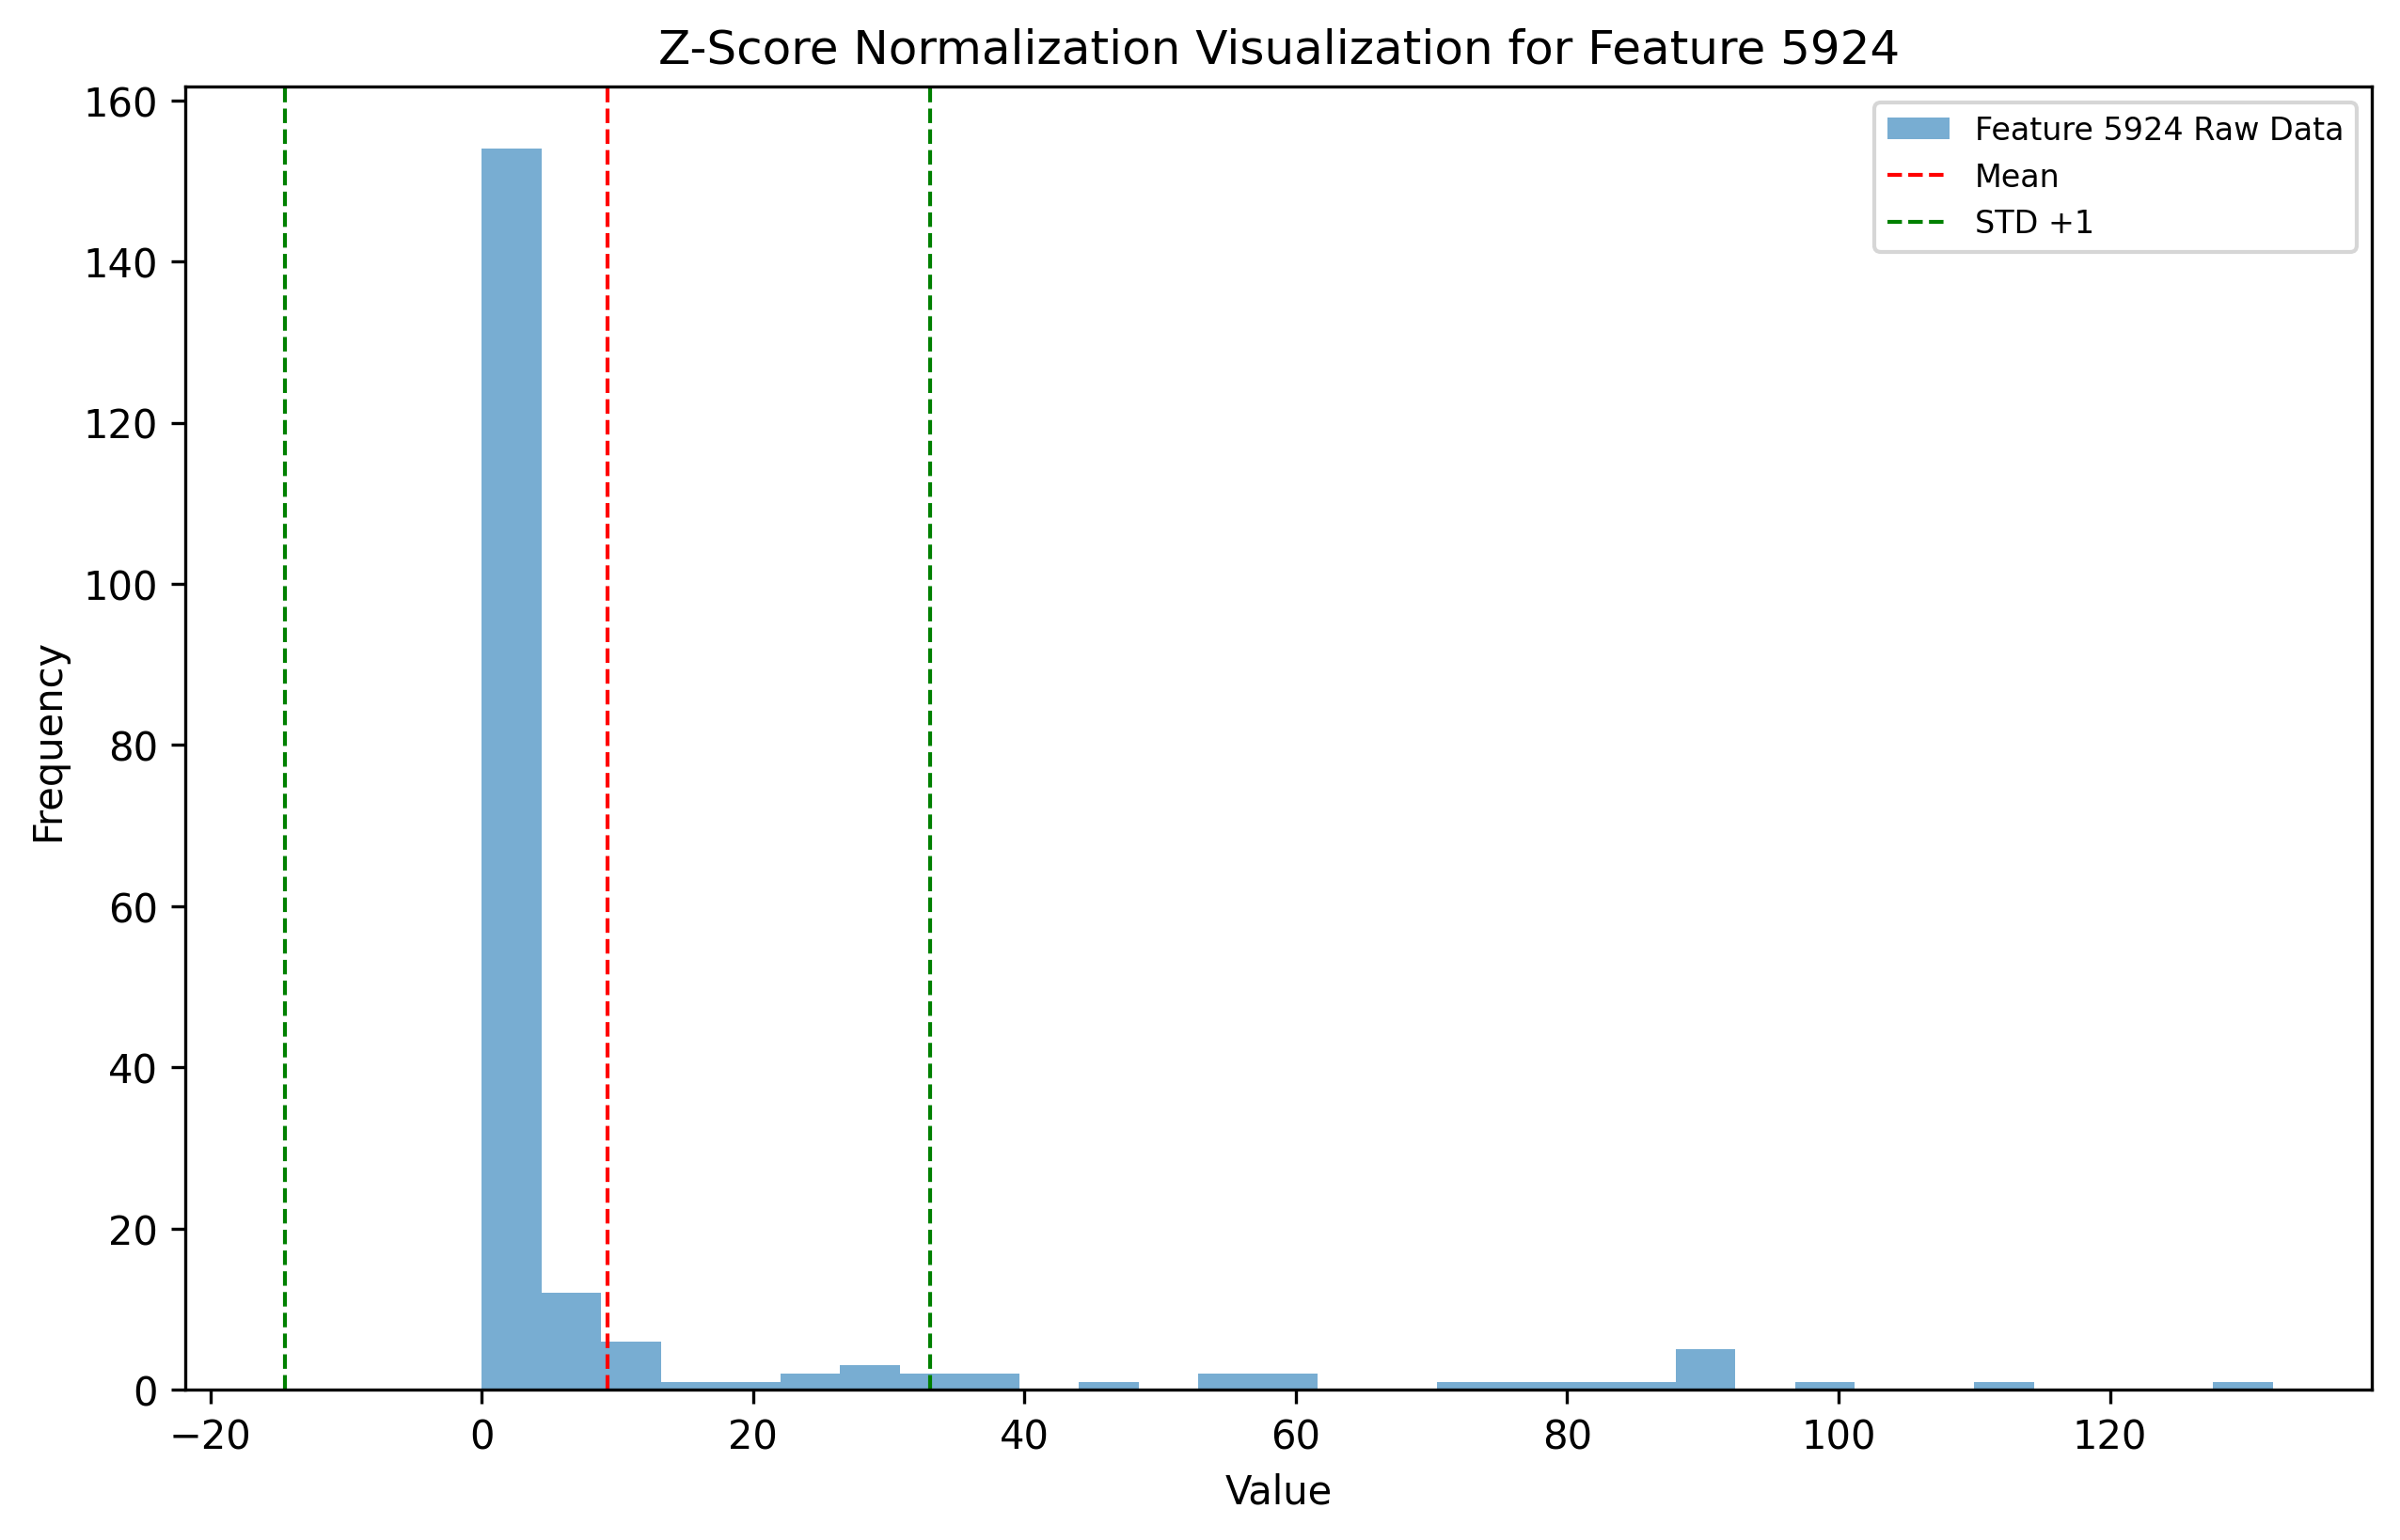 Z-Score Normalization Visualization for Feature 5924
160
140
120
100
80
60
40
20
0
Frequency
Feature 5924 Raw Data
Mean
STD +1
−20
0
20
40
60
80
100
120
Value